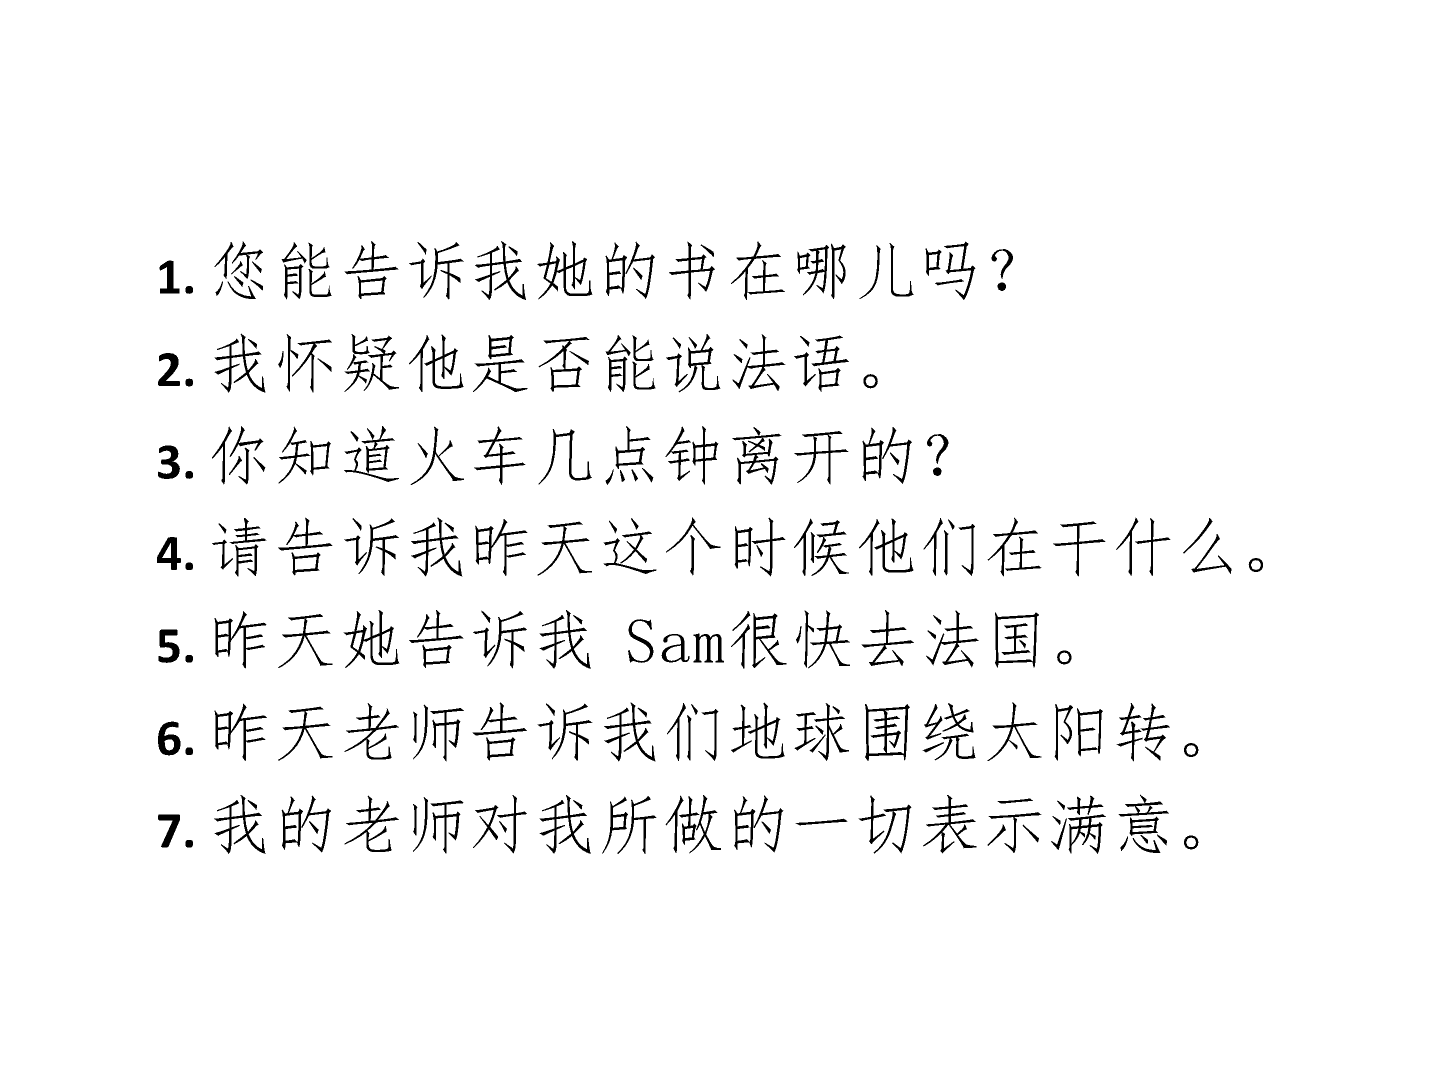 1. 您能告诉我她的书在哪儿吗？
2. 我怀疑他是否能说法语。
3. 你知道火车几点钟离开的？
4. 请告诉我昨天这个时候他们在干什么。
5. 昨天她告诉我 Sam很快去法国。
6. 昨天老师告诉我们地球围绕太阳转。
7. 我的老师对我所做的一切表示满意。